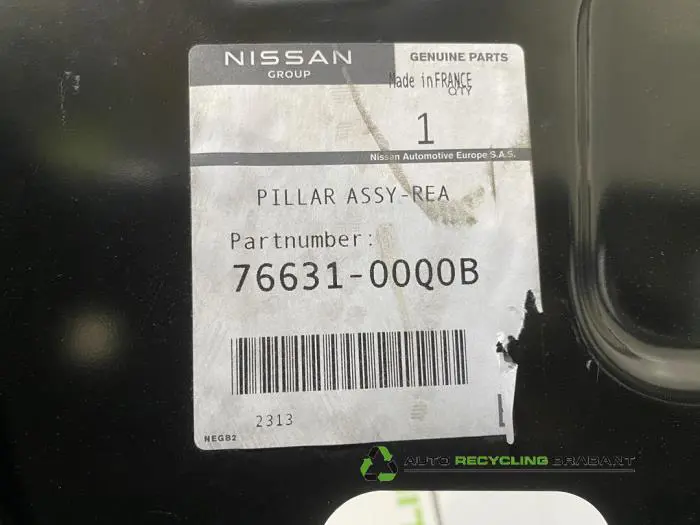 NISSAN
GROUP
GENUINE PARTS
Made in FRANCE
QTY
1
Nissan Automotive Europe S.A.S.
PILLAR ASSY-REA
Partnumber:
76631-00Q0B
2313
NEGB2
AUTO RECYCLING BRABANT